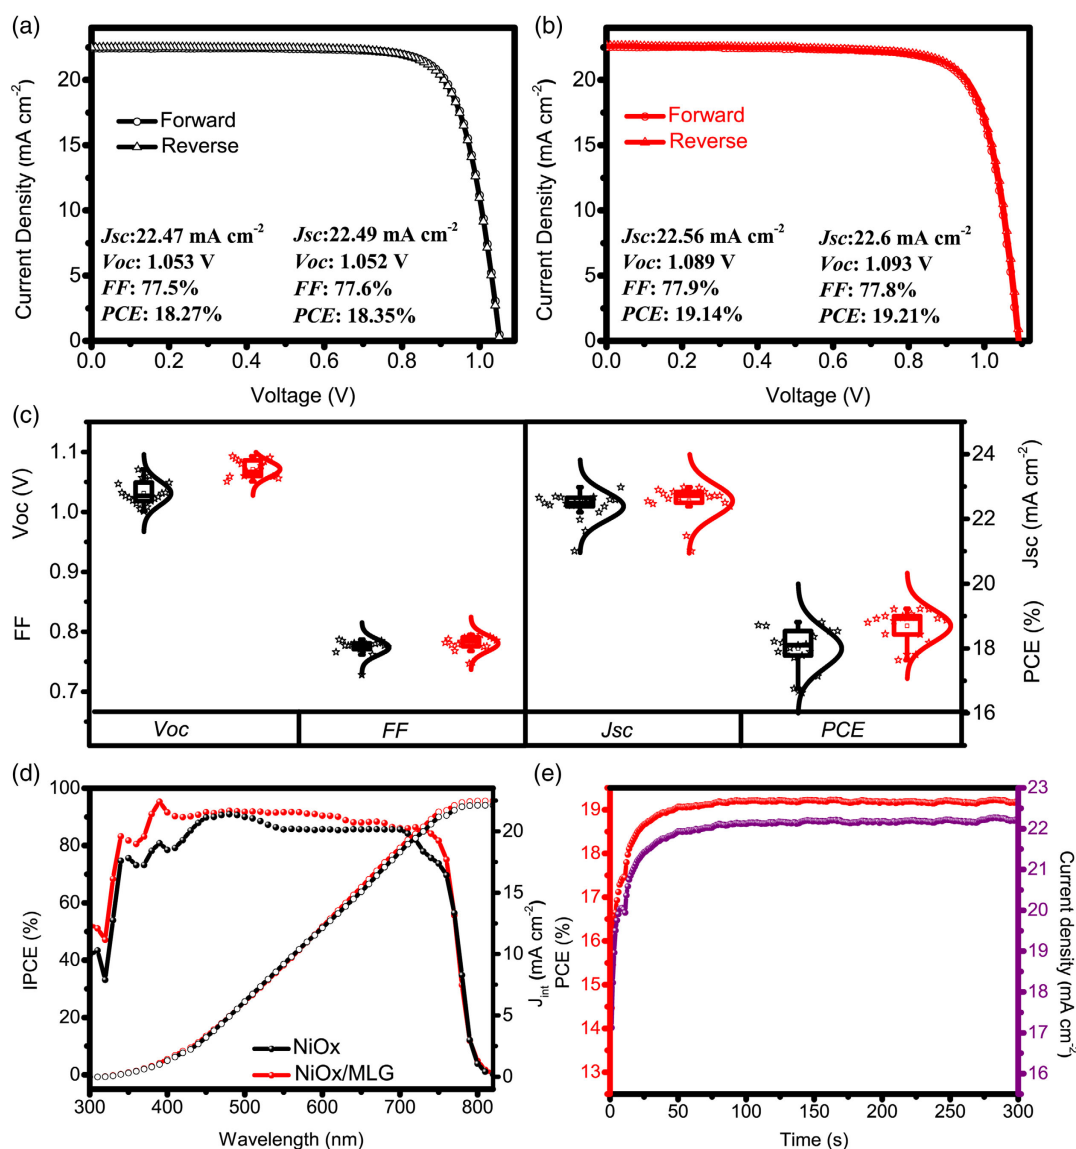 (a)
Current Density (mA cm-2)
20
15
10
5
0
Forward
Reverse
Jsc:22.47 mA cm-2
Voc: 1.053 V
FF: 77.5%
PCE: 18.27%
Jsc:22.49 mA cm-2
Voc: 1.052 V
FF: 77.6%
PCE: 18.35%
0.0 0.2 0.4 0.6 0.8 1.0
Voltage (V)
(b)
Current Density (mA cm-2)
20
15
10
5
0
Forward
Reverse
Jsc:22.56 mA cm-2
Voc: 1.089 V
FF: 77.9%
PCE: 19.14%
Jsc:22.6 mA cm-2
Voc: 1.093 V
FF: 77.8%
PCE: 19.21%
0.0 0.2 0.4 0.6 0.8 1.0
Voltage (V)
(c)
Voc (V)
FF
1.1
1.0
0.9
0.8
0.7
Voc FF Jsc PCE
24
22
20
18
16
Jsc (mA cm-2)
PCE (%)
(d)
IPCE (%)
100
80
60
40
20
0
NiOx
NiOx/MLG
20
15
10
5
0
Jint (mA cm-2)
300 400 500 600 700 800
Wavelength (nm)
(e)
PCE (%)
19
18
17
16
15
14
13
23
22
21
20
19
18
17
16
15
Current density (mA cm-2)
0 50 100 150 200 250 300
Time (s)